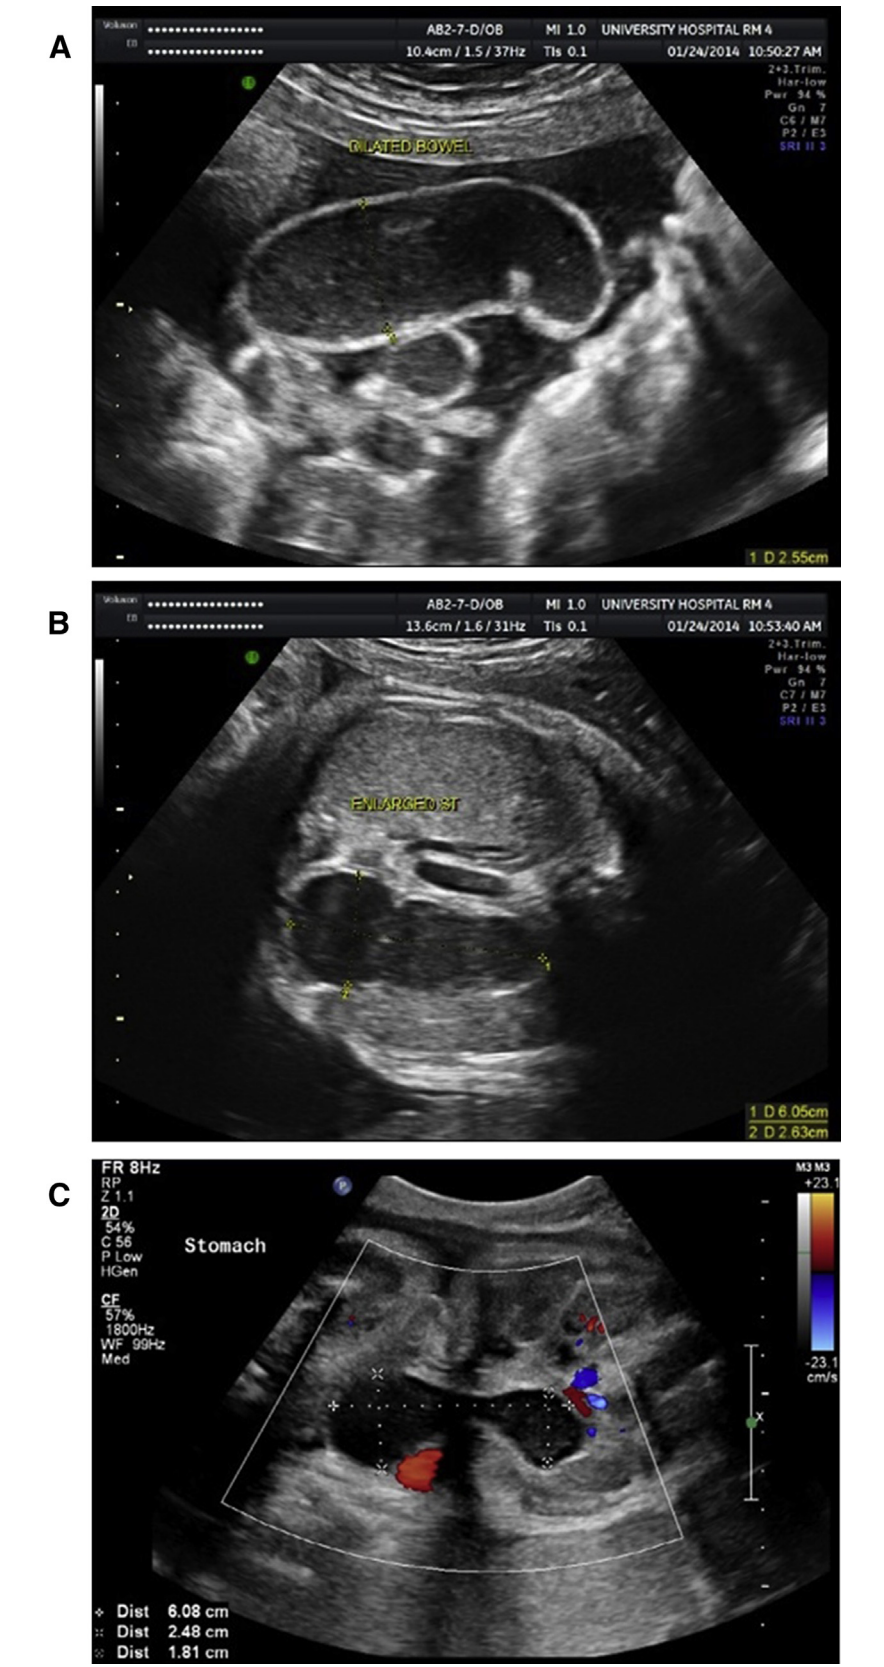 A
Voluson
E8
AB2-7-D/OB MI 1.0 UNIVERSITY HOSPITAL RM 4
10.4cm / 1.5 / 37Hz TIs 0.1 01/24/2014 10:50:27 AM
2+3.Trim.
Har-low
Pwr 94 %
Gn 7
C6 / M7
P2 / E3
SRI II 3
DILATED BOWEL
1 D 2.55cm
B
Voluson
E8
AB2-7-D/OB MI 1.0 UNIVERSITY HOSPITAL RM 4
13.6cm / 1.6 / 31Hz TIs 0.1 01/24/2014 10:53:40 AM
2+3.Trim.
Har-low
Pwr 94 %
Gn 7
C7 / M7
P2 / E3
SRI II 3
ENLARGED ST
1
2
1 D 6.05cm
2 D 2.63cm
C
FR 8Hz
RP
Z 1.1
2D
54%
C 56
P Low
HGen
CF
57%
1800Hz
WF 99Hz
Med
P
Stomach
M3 M3
+23.1
-23.1
cm/s
X
Dist 6.08 cm
Dist 2.48 cm
Dist 1.81 cm